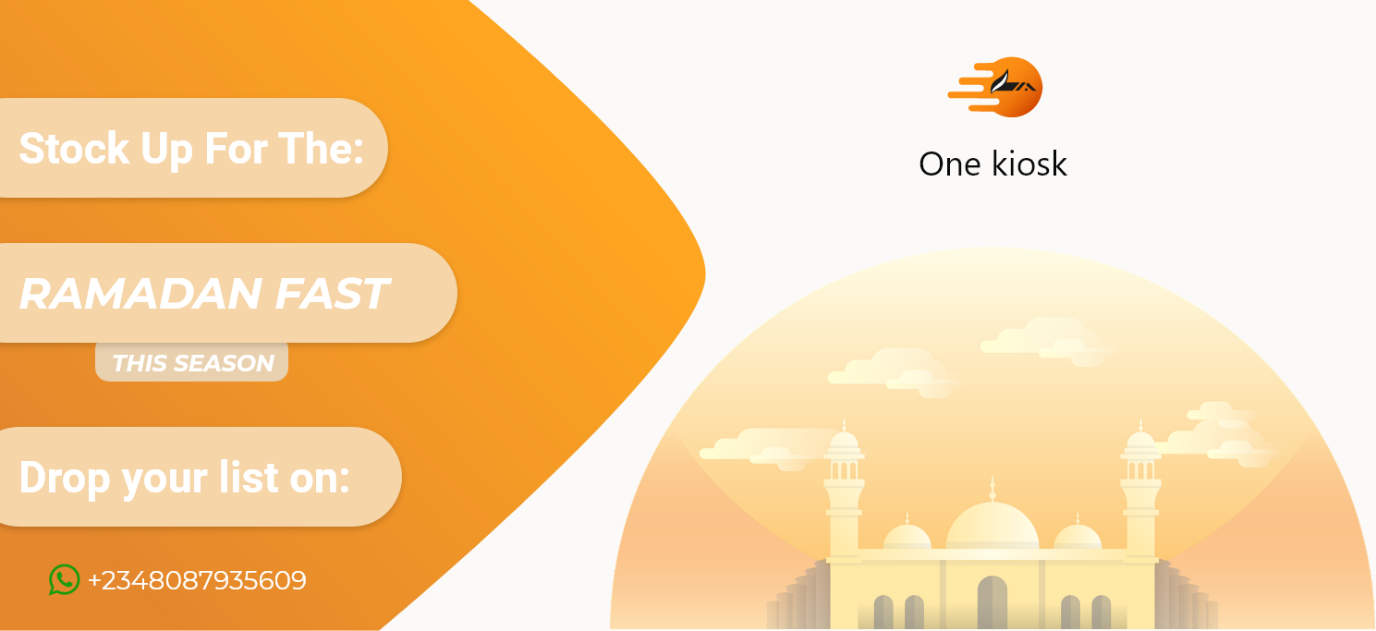 Stock Up For The:
RAMADAN FAST
THIS SEASON
Drop your list on:
+2348087935609
One kiosk